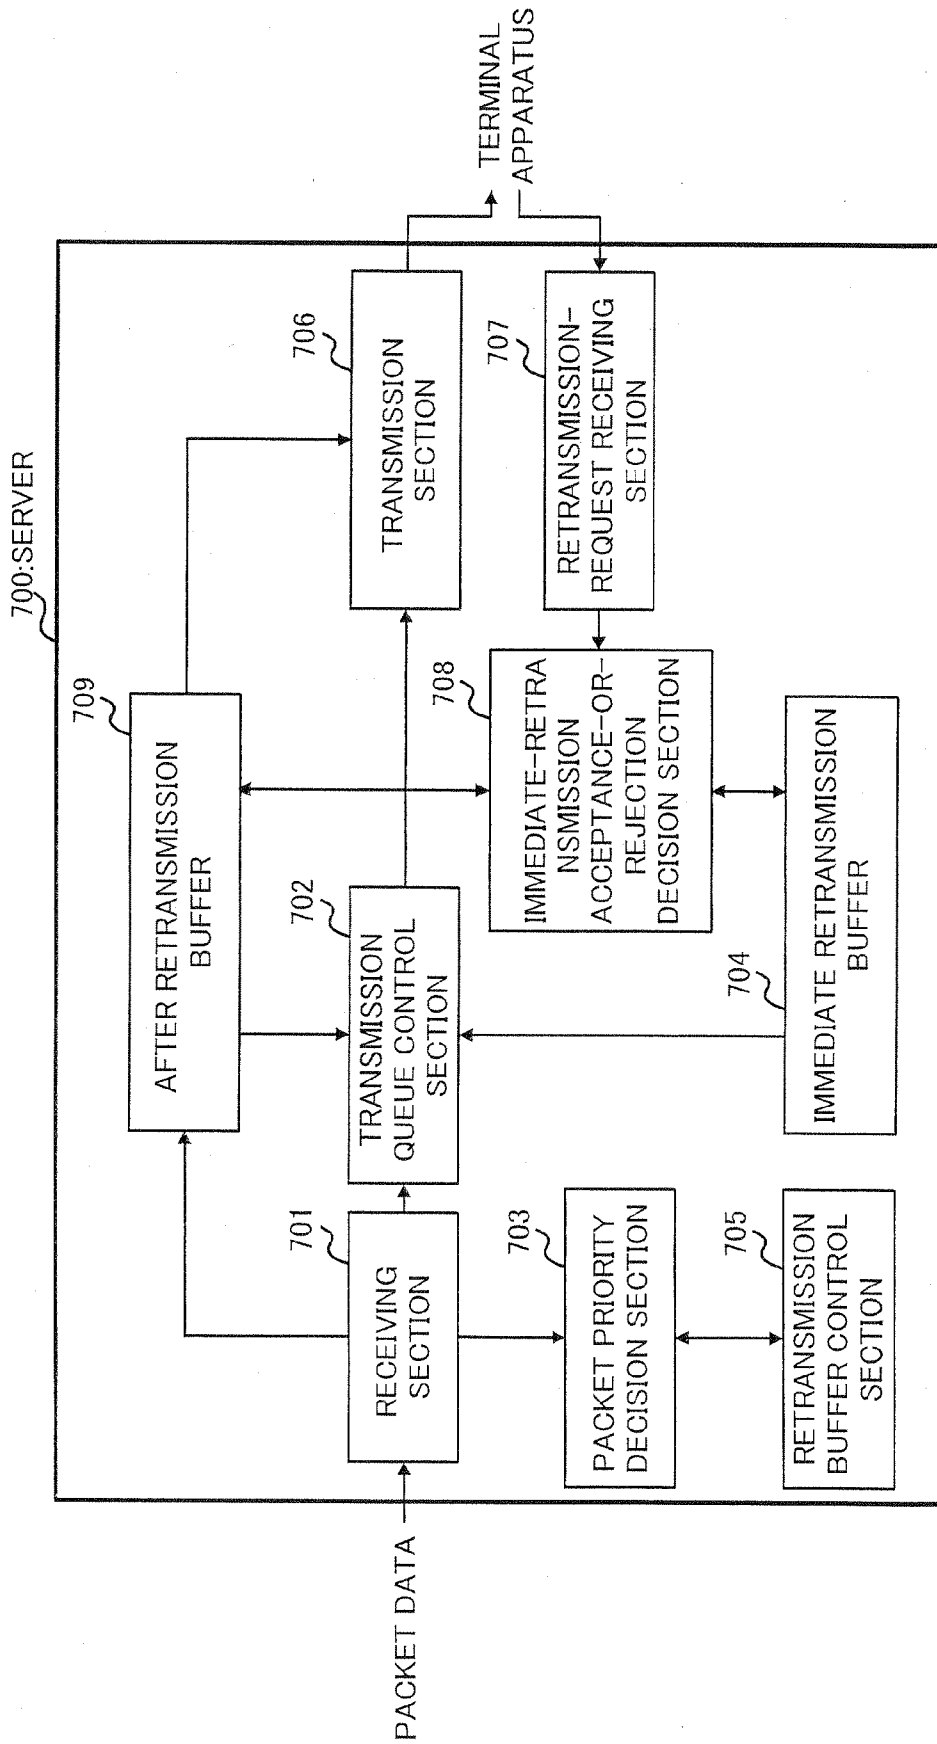 700:SERVER
709
AFTER RETRANSMISSION
BUFFER
PACKET DATA
701
RECEIVING
SECTION
702
TRANSMISSION
QUEUE CONTROL
SECTION
706
TRANSMISSION
SECTION
TERMINAL
APPARATUS
703
PACKET PRIORITY
DECISION SECTION
708
IMMEDIATE-RETRA
NSMISSION
ACCEPTANCE-OR-
REJECTION
DECISION SECTION
707
RETRANSMISSION-
REQUEST RECEIVING
SECTION
705
RETRANSMISSION
BUFFER CONTROL
SECTION
704
IMMEDIATE RETRANSMISSION
BUFFER